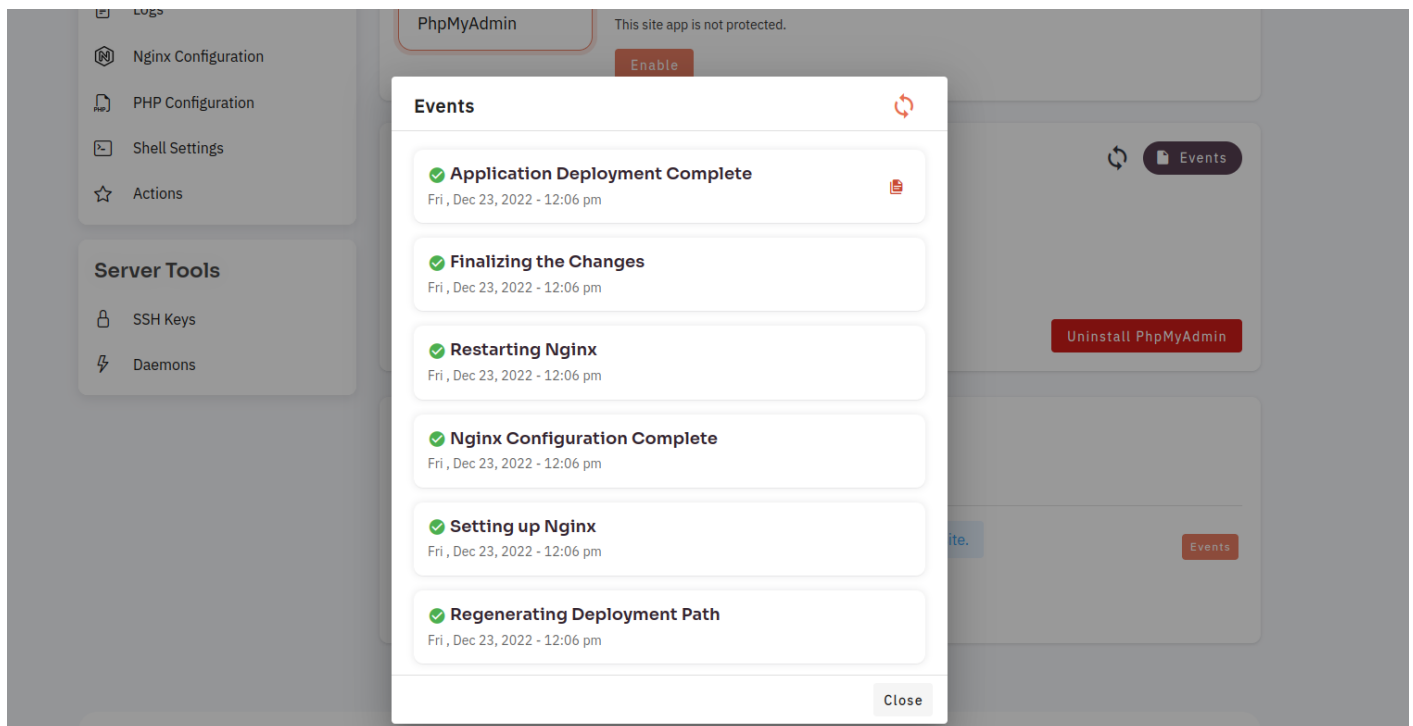 Logs
Nginx Configuration
PHP Configuration
Shell Settings
Actions
Server Tools
SSH Keys
Daemons
PhpMyAdmin
This site app is not protected.
Enable
Events
Application Deployment Complete
Fri , Dec 23, 2022 - 12:06 pm
Finalizing the Changes
Fri , Dec 23, 2022 - 12:06 pm
Restarting Nginx
Fri , Dec 23, 2022 - 12:06 pm
Nginx Configuration Complete
Fri , Dec 23, 2022 - 12:06 pm
Setting up Nginx
Fri , Dec 23, 2022 - 12:06 pm
Regenerating Deployment Path
Fri , Dec 23, 2022 - 12:06 pm
Close
Events
Uninstall PhpMyAdmin
ite.
Events